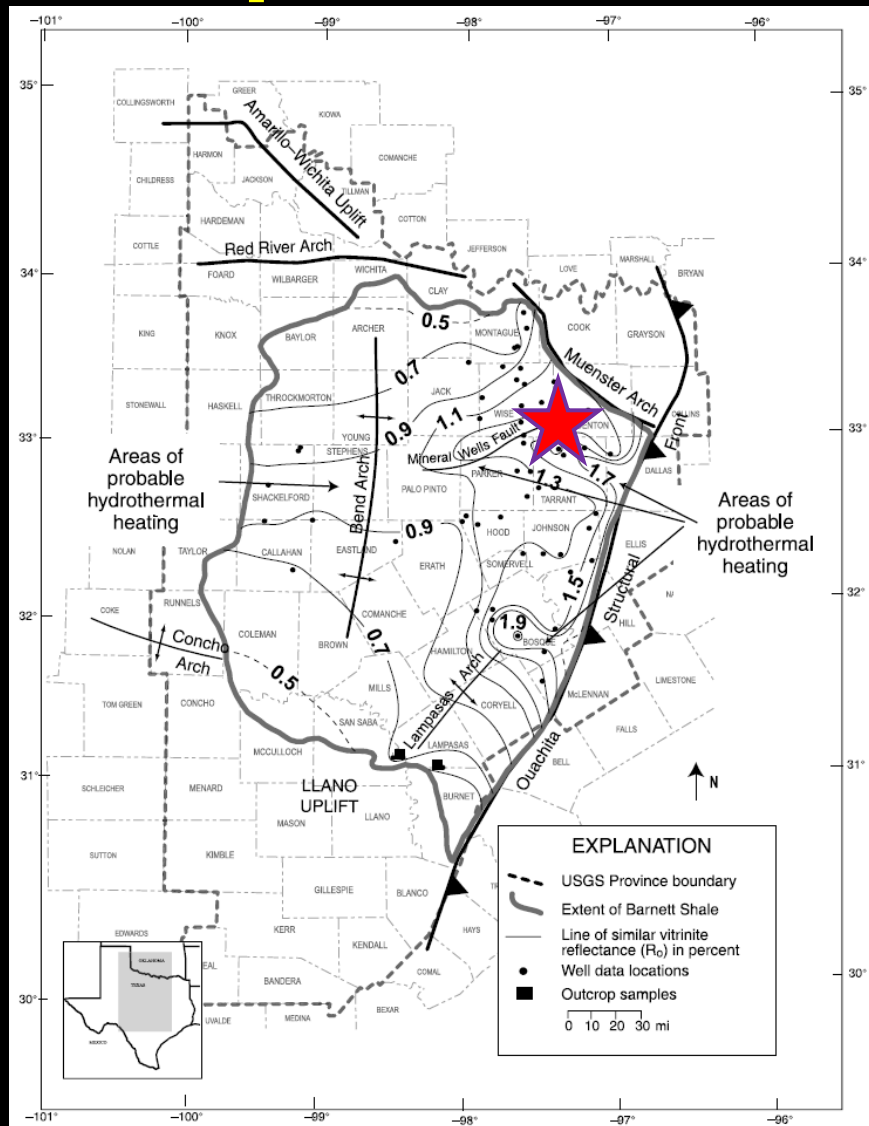 -101°
-100°
-99°
-98°
-97°
-96°
35°
35°
GREER
COLLINGSWORTH
KIOWA
Amarillo–Wichita Uplift
HARMON
COMANCHE
CHILDRESS
JACKSON
TILLMAN
COTTON
HARDEMAN
COTTLE
Red River Arch
JEFFERSON
MARSHALL
LOVE
BRYAN
34°
34°
FOARD
WILBARGER
WICHITA
CLAY
0.5
KING
KNOX
BAYLOR
ARCHER
MONTAGUE
COOK
GRAYSON
0.7
Muenster Arch
STONEWALL
HASKELL
THROCKMORTON
JACK
1.1
WISE
33°
33°
YOUNG
0.9
Mineral Wells Fault
Front
Areas of
probable
hydrothermal
heating
STEPHENS
Bend Arch
PARKER
1.3
1.7
DALLAS
SHACKELFORD
PALO PINTO
TARRANT
Areas of
probable
hydrothermal
heating
0.9
HOOD
JOHNSON
NOLAN
TAYLOR
CALLAHAN
EASTLAND
ERATH
SOMERVELL
ELLIS
1.5
Structural
32°
32°
COKE
RUNNELS
COMANCHE
1.9
BOSQUE
HILL
Concho
Arch
COLEMAN
BROWN
0.7
HAMILTON
LIMESTONE
0.5
MILLS
Lampasas Arch
McLENNAN
TOM GREEN
CONCHO
SAN SABA
CORYELL
FALLS
McCULLOCH
LAMPASAS
Ouachita
BELL
31°
31°
N
LLANO
UPLIFT
SCHLEICHER
MENARD
BURNET
MASON
LLANO
SUTTON
KIMBLE
GILLESPIE
BLANCO
EDWARDS
KERR
HAYS
KENDALL
EAL
BANDERA
COMAL
30°
30°
UVALDE
MEDINA
BEXAR
OKLAHOMA
TEXAS
MEXICO
EXPLANATION
USGS Province boundary
Extent of Barnett Shale
Line of similar vitrinite
reflectance (Ro) in percent
Well data locations
Outcrop samples
0 10 20 30 mi
-101°
-100°
-99°
-98°
-97°
-96°